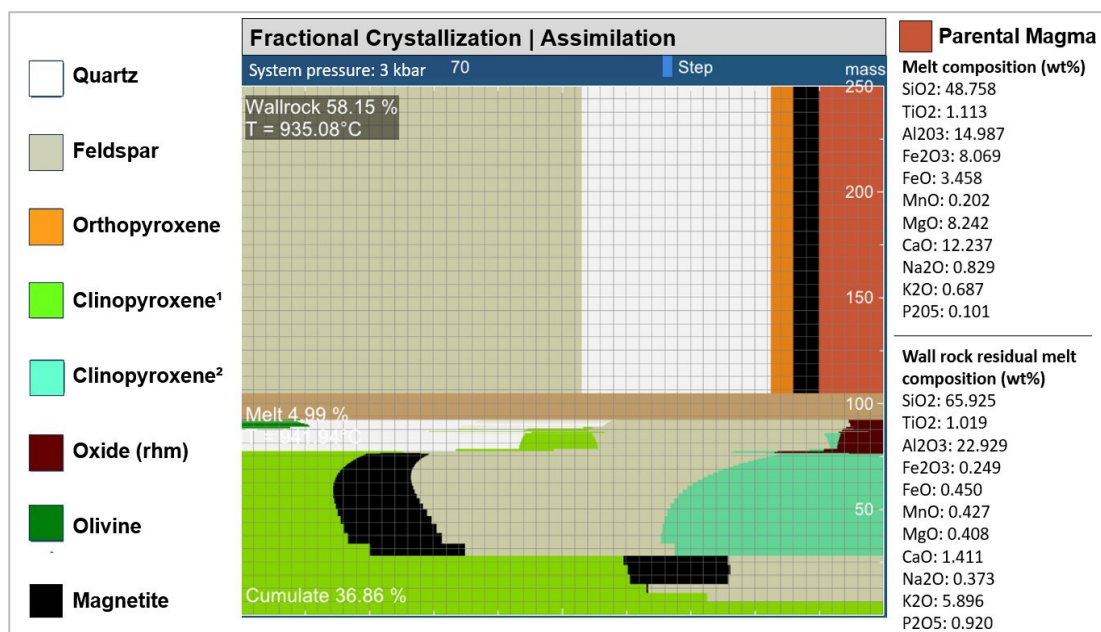 Fractional Crystallization | Assimilation
System pressure: 3 kbar 70 Step mass
Wallrock 58.15 %
T = 935.08°C
250
200
150
100
50
Melt 4.99 %
T = 941.94°C
Cumulate 36.86 %
Quartz
Feldspar
Orthopyroxene
Clinopyroxene¹
Clinopyroxene²
Oxide (rhm)
Olivine
Magnetite
Parental Magma
Melt composition (wt%)
SiO2: 48.758
TiO2: 1.113
Al2O3: 14.987
Fe2O3: 8.069
FeO: 3.458
MnO: 0.202
MgO: 8.242
CaO: 12.237
Na2O: 0.829
K2O: 0.687
P2O5: 0.101
Wall rock residual melt
composition (wt%)
SiO2: 65.925
TiO2: 1.019
Al2O3: 22.929
Fe2O3: 0.249
FeO: 0.450
MnO: 0.427
MgO: 0.408
CaO: 1.411
Na2O: 0.373
K2O: 5.896
P2O5: 0.920